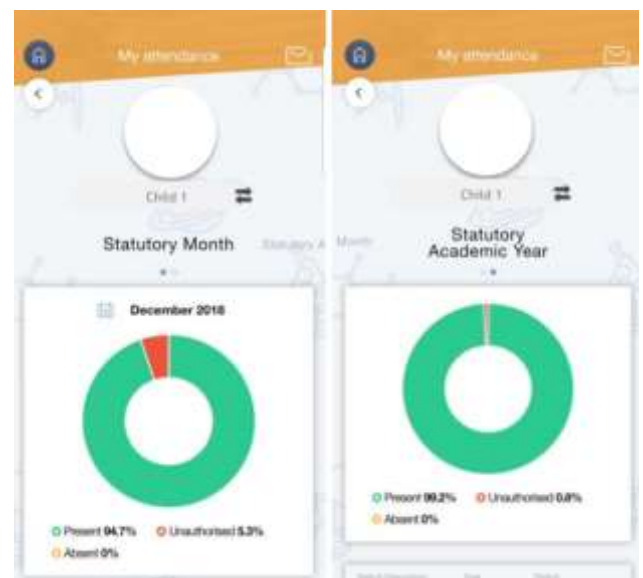 My attendance
Child 1
Statutory Month
December 2018
Present 94.7% Unauthorised 5.3%
Absent 0%
My attendance
Child 1
Month
Statutory
Academic Year
Present 99.2% Unauthorised 0.8%
Absent 0%